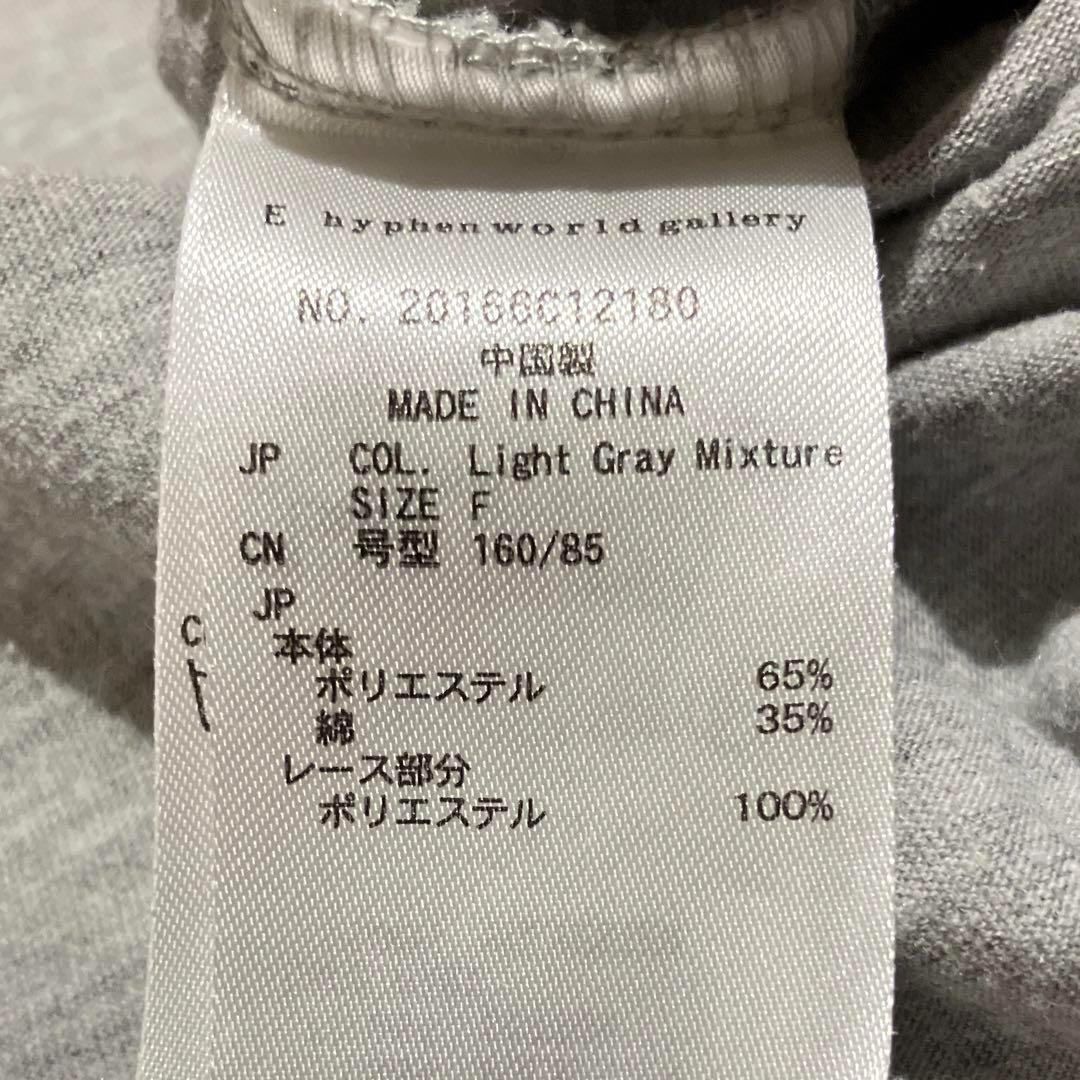 E hyphen world gallery
NO. 20166C12180
中国製
MADE IN CHINA
JP COL. Light Gray Mixture
SIZE F
CN 号型 160/85
JP
本体
ポリエステル 65%
綿 35%
レース部分
ポリエステル 100%
C